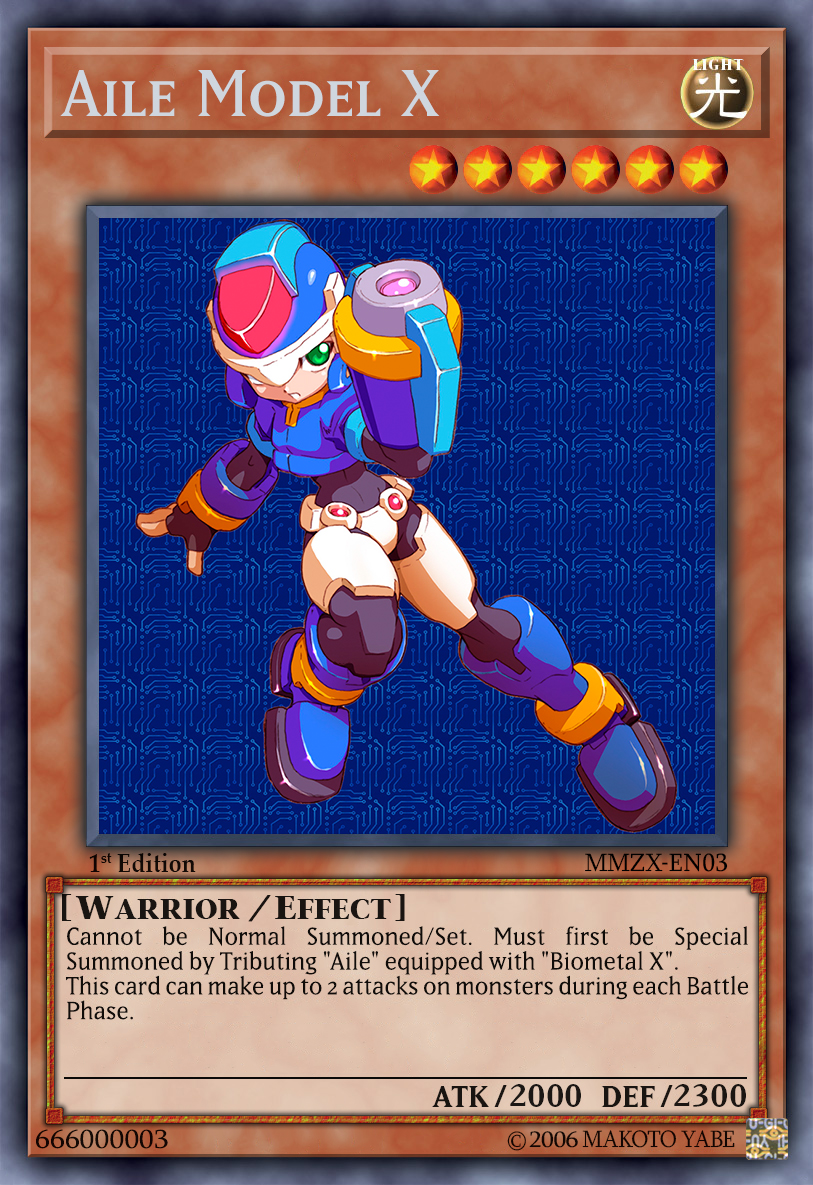 Aile Model X
LIGHT
光
1st Edition
MMZX-EN03
[Warrior / Effect]
Cannot be Normal Summoned/Set. Must first be Special
Summoned by Tributing "Aile" equipped with "Biometal X".
This card can make up to 2 attacks on monsters during each Battle
Phase.
ATK / 2000 DEF / 2300
666000003
© 2006 MAKOTO YABE